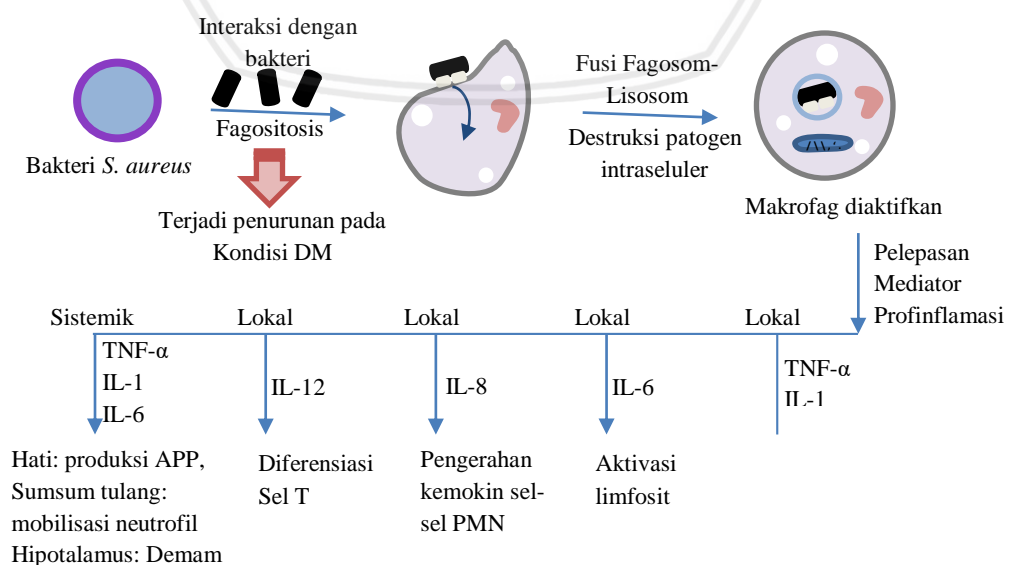 Interaksi dengan
bakteri
Fagositosis
Bakteri S. aureus
Terjadi penurunan pada
Kondisi DM
Fusi Fagosom-
Lisosom
Destruksi patogen
intraseluler
Makrofag diaktifkan
Pelepasan
Mediator
Profinflamasi
Sistemik
TNF-α
IL-1
IL-6
Hati: produksi APP,
Sumsum tulang:
mobilisasi neutrofil
Hipotalamus: Demam
Lokal
IL-12
Diferensiasi
Sel T
Lokal
IL-8
Pengerahan
kemokin sel-
sel PMN
Lokal
IL-6
Aktivasi
limfosit
Lokal
TNF-α
IL-1